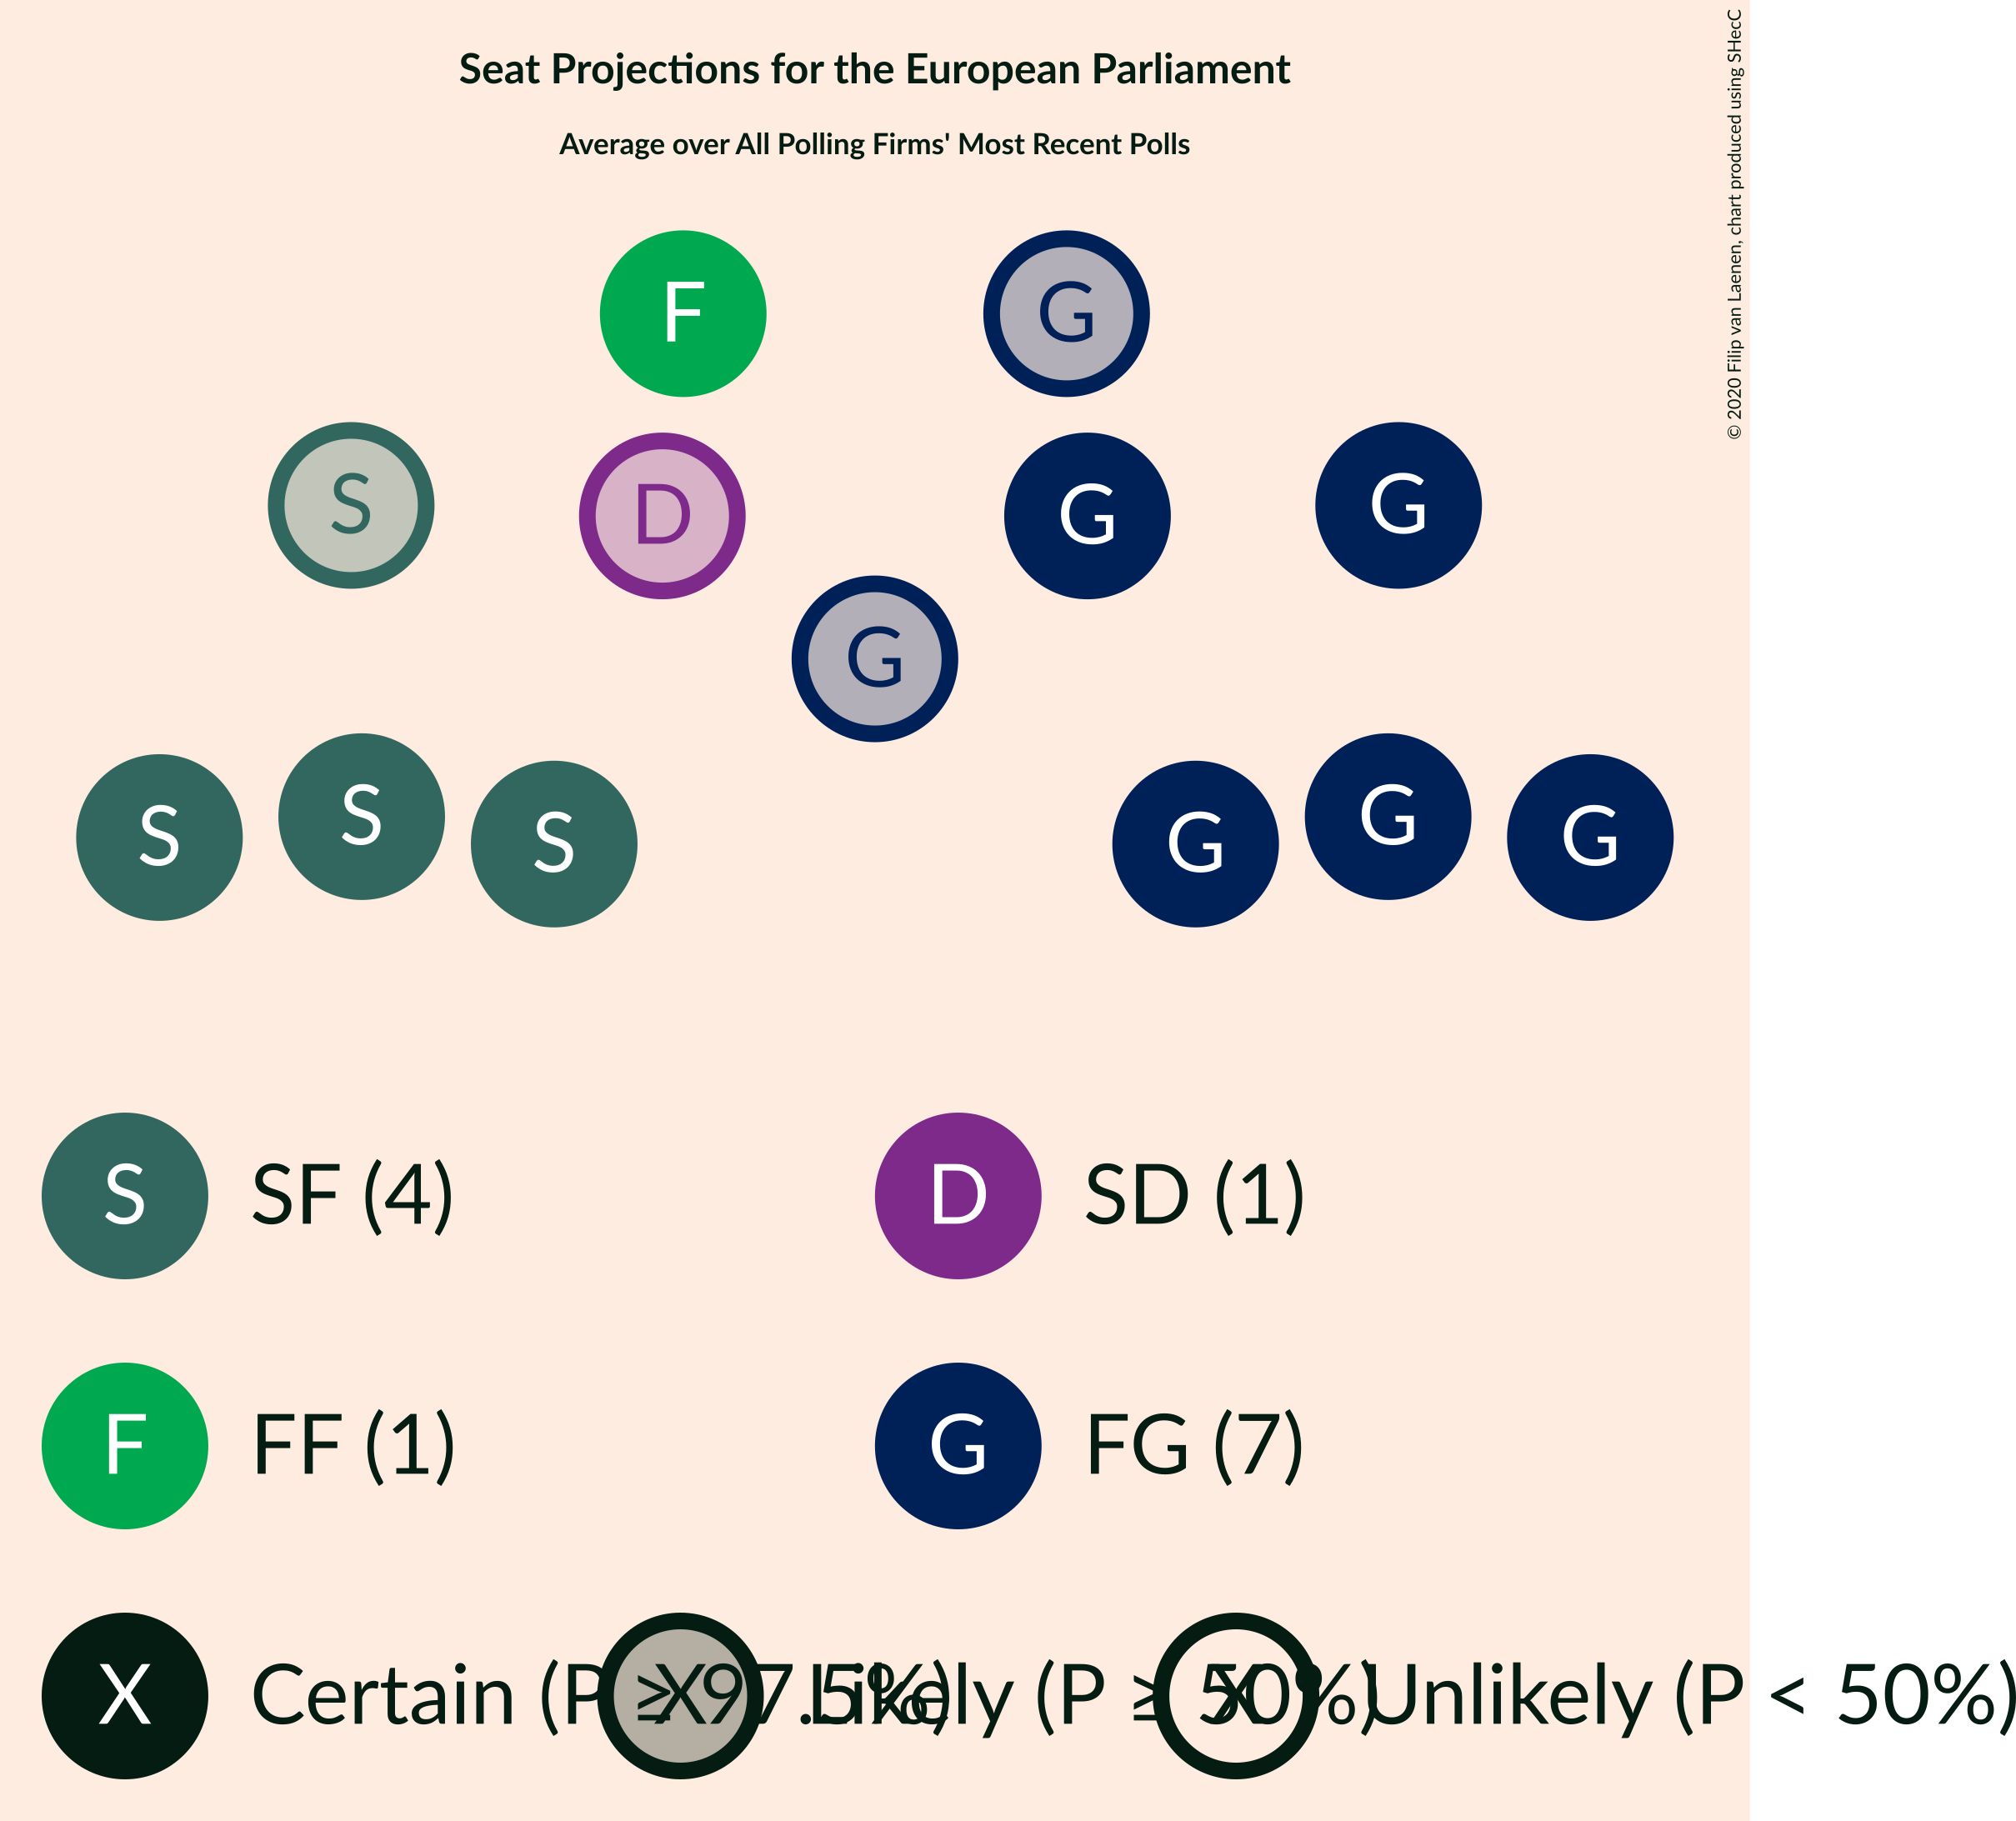 Seat Projections for the European Parliament
Average over All Polling Firms' Most Recent Polls
© 2020 Filip van Laenen, chart produced using SHecC
F
G
S
D
G
G
G
S
S
S
G
G
G
S SF (4)
D SD (1)
F FF (1)
G FG (7)
X Certain (P ≥ 97.5%)
X Likely (P ≥ 50%)
X Unlikely (P < 50%)